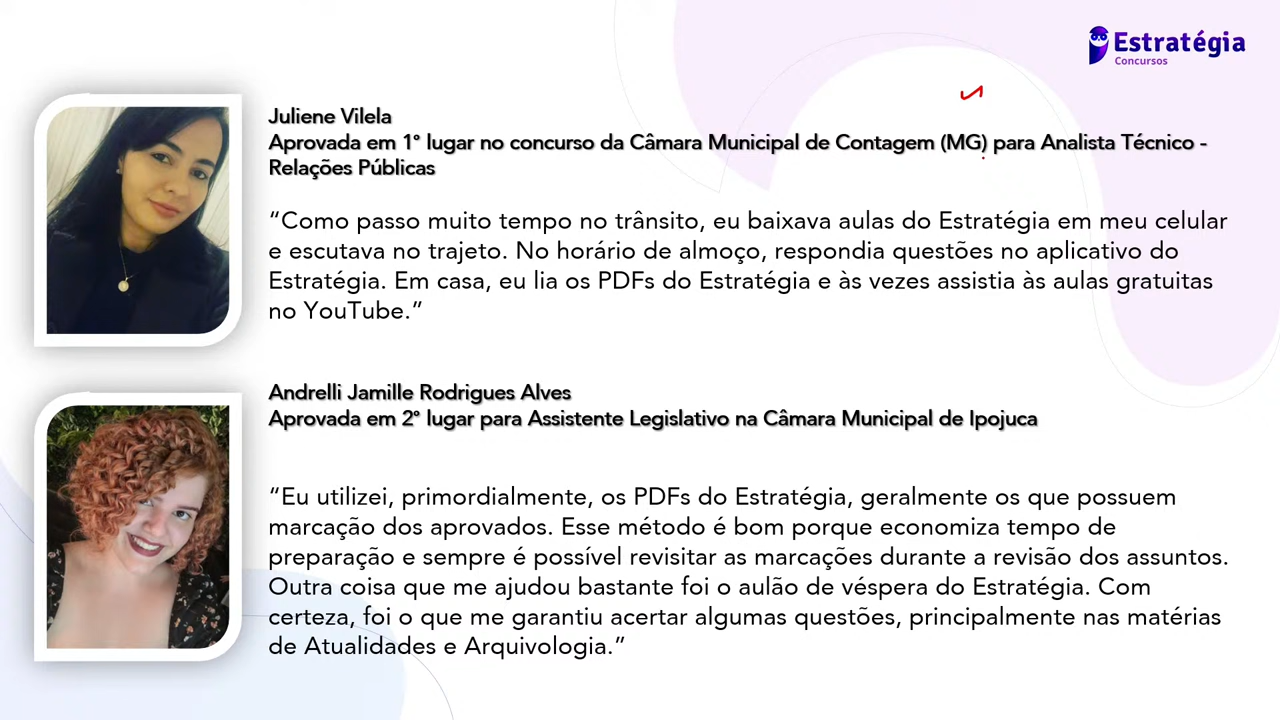 Estratégia
Concursos
Juliene Vilela
Aprovada em 1º lugar no concurso da Câmara Municipal de Contagem (MG) para Analista Técnico -
Relações Públicas
“Como passo muito tempo no trânsito, eu baixava aulas do Estratégia em meu celular
e escutava no trajeto. No horário de almoço, respondia questões no aplicativo do
Estratégia. Em casa, eu lia os PDFs do Estratégia e às vezes assistia às aulas gratuitas
no YouTube.”
Andrelli Jamille Rodrigues Alves
Aprovada em 2º lugar para Assistente Legislativo na Câmara Municipal de Ipojuca
“Eu utilizei, primordialmente, os PDFs do Estratégia, geralmente os que possuem
marcação dos aprovados. Esse método é bom porque economiza tempo de
preparação e sempre é possível revisitar as marcações durante a revisão dos assuntos.
Outra coisa que me ajudou bastante foi o aulão de véspera do Estratégia. Com
certeza, foi o que me garantiu acertar algumas questões, principalmente nas matérias
de Atualidades e Arquivologia.”